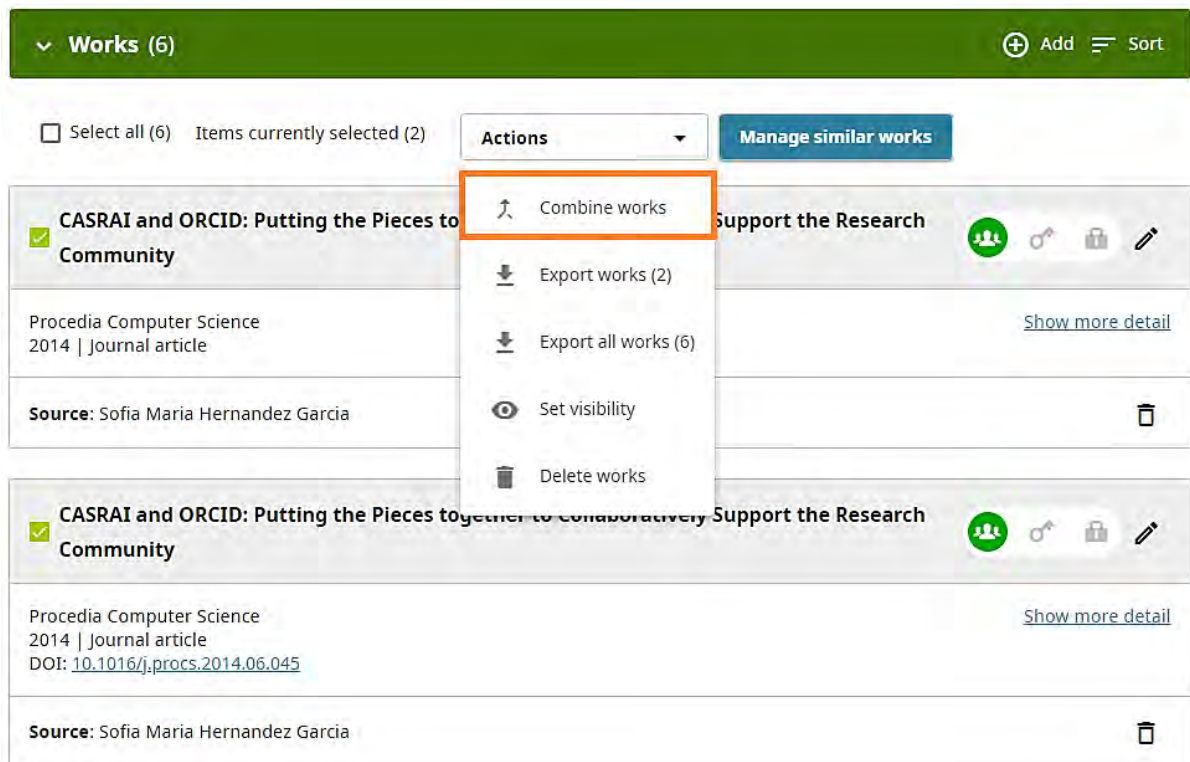 Works (6)
Add
Sort
Select all (6)
Items currently selected (2)
Actions
Manage similar works
Combine works
Export works (2)
Export all works (6)
Set visibility
Delete works
CASRAI and ORCID: Putting the Pieces to
Support the Research
Community
Procedia Computer Science
2014 | Journal article
Show more detail
Source: Sofia Maria Hernandez Garcia
CASRAI and ORCID: Putting the Pieces together to Collaboratively Support the Research
Community
Procedia Computer Science
2014 | Journal article
DOI: 10.1016/j.procs.2014.06.045
Show more detail
Source: Sofia Maria Hernandez Garcia